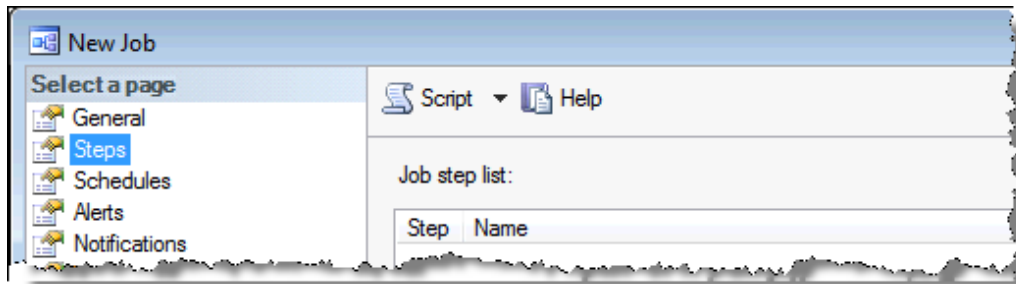 New Job
Select a page
General
Steps
Schedules
Alerts
Notifications
Script Help
Job step list:
Step Name